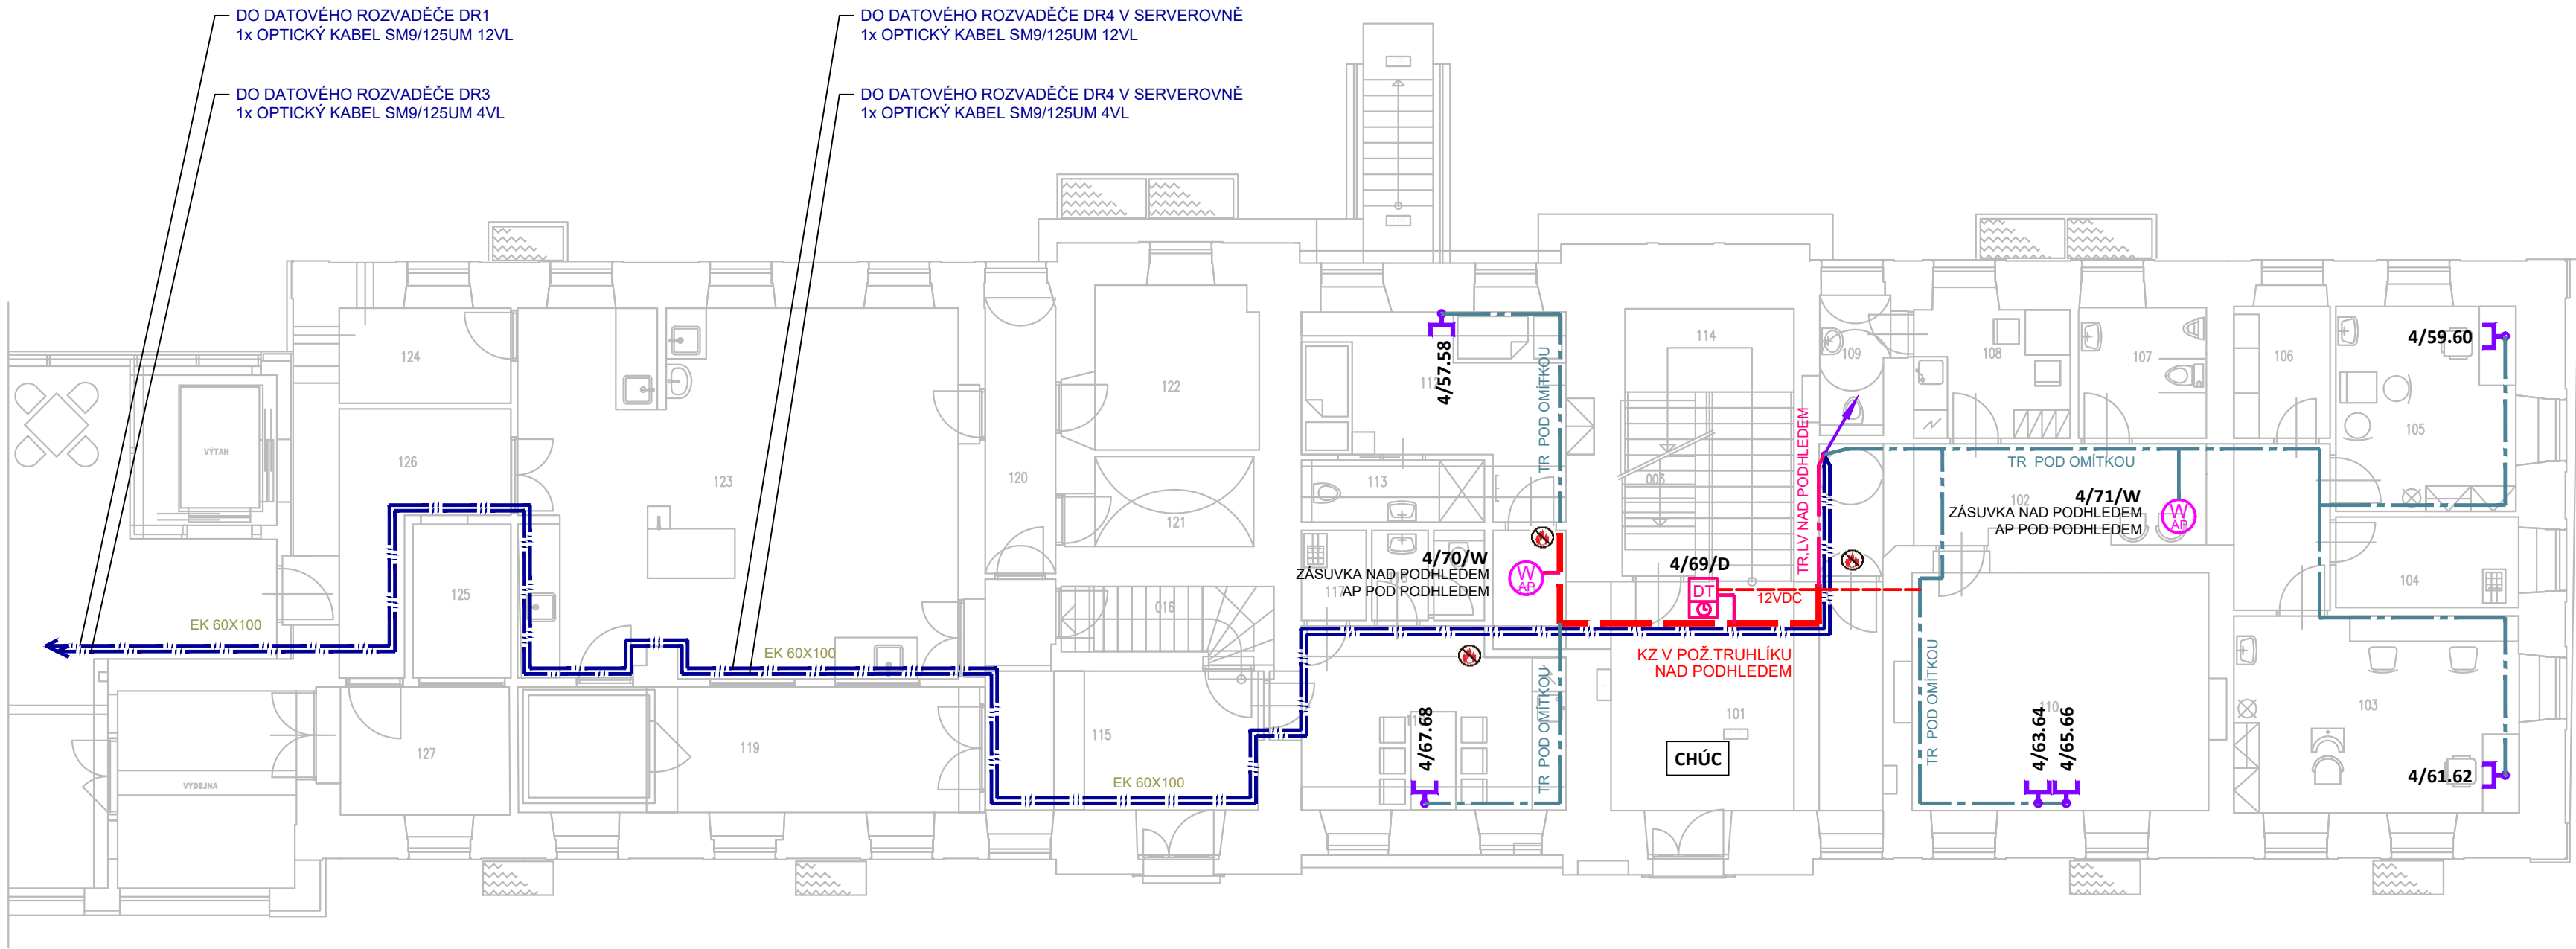 DO DATOVÉHO ROZVADĚČE DR1
1x OPTICKÝ KABEL SM9/125UM 12VL
DO DATOVÉHO ROZVADĚČE DR4 V SERVEROVNĚ
1x OPTICKÝ KABEL SM9/125UM 12VL
DO DATOVÉHO ROZVADĚČE DR3
1x OPTICKÝ KABEL SM9/125UM 4VL
DO DATOVÉHO ROZVADĚČE DR4 V SERVEROVNĚ
1x OPTICKÝ KABEL SM9/125UM 4VL
124
122
4/57.58
TR POD OMÍTKOU
114
109
108
107
106
4/59.60
105
VÝTAH
126
123
120
121
113
003
TR,LV NAD PODHLEDEM
TR POD OMÍTKOU
102
4/71/W
ZÁSUVKA NAD PODHLEDEM
AP POD PODHLEDEM
W
AP
4/70/W
ZÁSUVKA NAD PODHLEDEM
AP POD PODHLEDEM
W
AP
4/69/D
DT
12VDC
104
125
016
117
EK 60X100
EK 60X100
KZ V POŽ.TRUHLÍKU
NAD PODHLEDEM
TR POD OMÍTKOU
TR POD OMÍTKOU
4/67.68
101
CHÚC
110
4/63.64
4/65.66
103
4/61.62
127
119
115
EK 60X100
VÝDEJNA